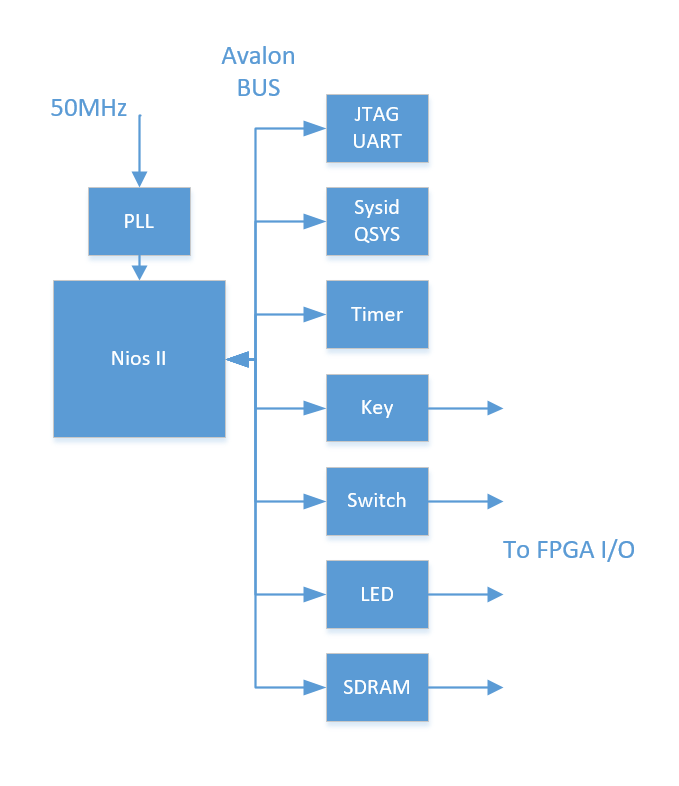 Avalon
BUS
50MHz
JTAG
UART
PLL
Sysid
QSYS
Nios II
Timer
Key
Switch
To FPGA I/O
LED
SDRAM